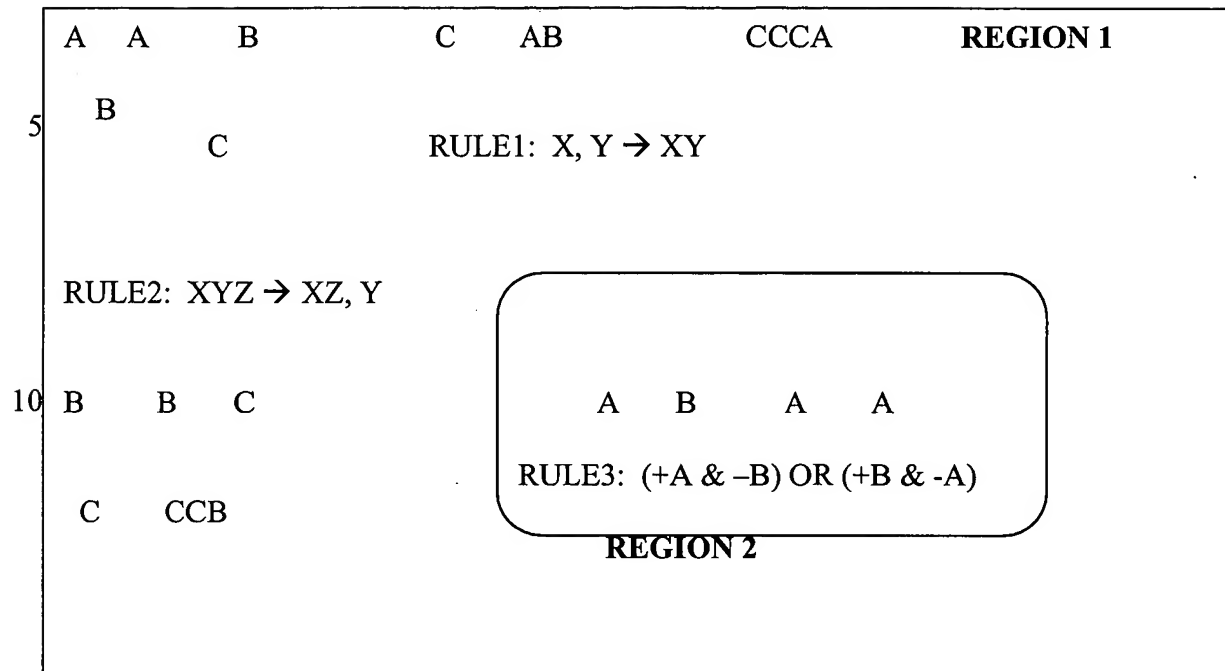 A A B C AB CCCA REGION 1
B
5
C RULE1: X, Y → XY
RULE2: XYZ → XZ, Y
10 B B C A B A A
RULE3: (+A & –B) OR (+B & -A)
C CCB
REGION 2